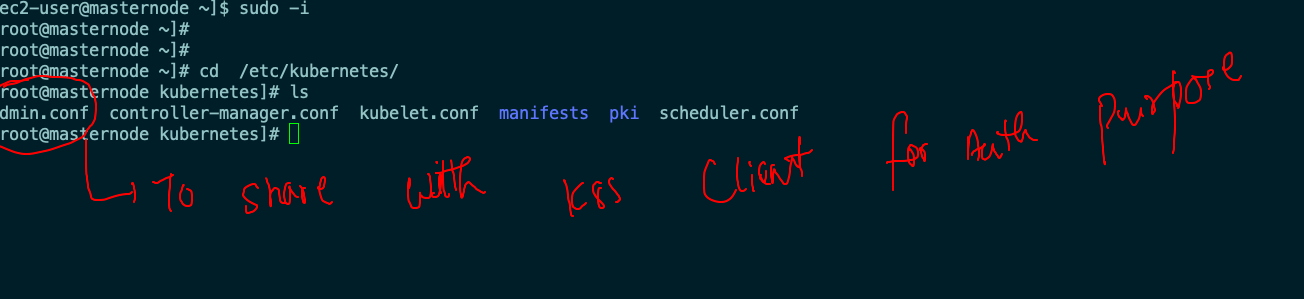 ec2-user@masternode ~]$ sudo -i
root@masternode ~]#
root@masternode ~]#
root@masternode ~]# cd  /etc/kubernetes/
root@masternode kubernetes]# ls
dmin.conf  controller-manager.conf  kubelet.conf  manifests  pki  scheduler.conf
root@masternode kubernetes]#
To share with K8s Client for Auth Purpose